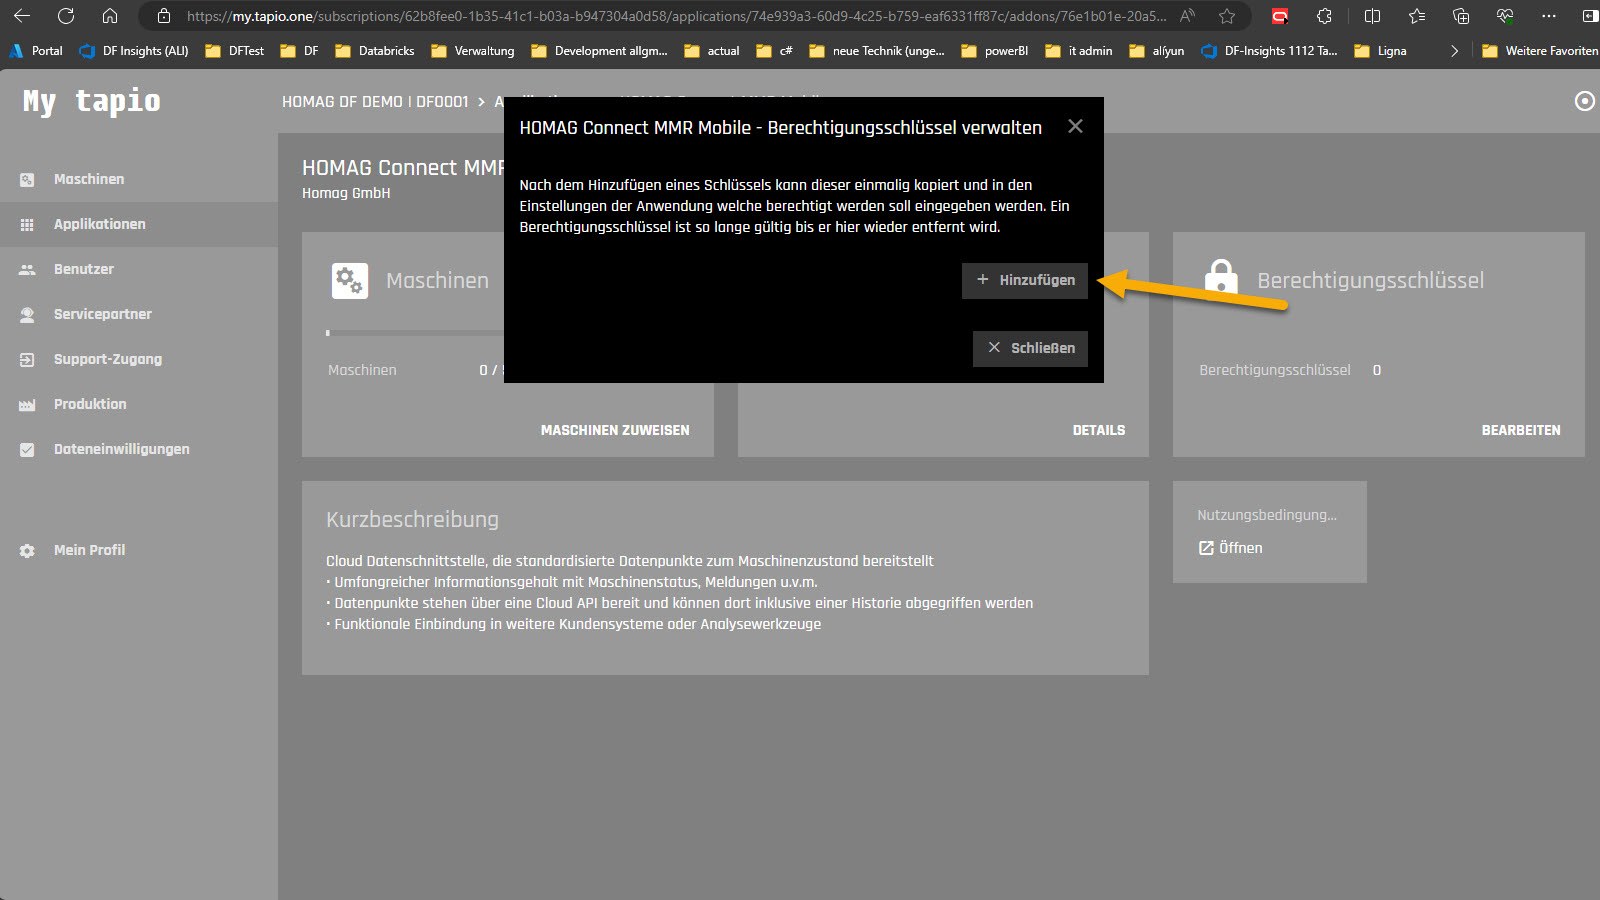 https://my.tapio.one/subscriptions/62b8fee0-1b35-41c1-b03a-b947304a0d58/applications/74e939a3-60d9-4c25-b759-eaf6331ff87c/addons/76e1b01e-20a5...
Portal
DF Insights (ALI)
DFTest
DF
Databricks
Verwaltung
Development allgm...
actual
c#
neue Technik (unge...
powerBI
it admin
aliyun
DF-Insights 1112 Ta...
Ligna
Weitere Favoriten
My tapio
HOMAG DF DEMO | DF0001 > A
HOMAG Connect MMR Mobile - Berechtigungsschlüssel verwalten
Nach dem Hinzufügen eines Schlüssels kann dieser einmalig kopiert und in den
Einstellungen der Anwendung welche berechtigt werden soll eingegeben werden. Ein
Berechtigungsschlüssel ist so lange gültig bis er hier wieder entfernt wird.
+ Hinzufügen
Schließen
Maschinen
Applikationen
Benutzer
Servicepartner
Support-Zugang
Produktion
Dateneinwilligungen
Mein Profil
HOMAG Connect MMR
Homag GmbH
Maschinen
Maschinen 0 /
MASCHINEN ZUWEISEN
DETAILS
Berechtigungsschlüssel
Berechtigungsschlüssel 0
BEARBEITEN
Kurzbeschreibung
Cloud Datenschnittstelle, die standardisierte Datenpunkte zum Maschinenzustand bereitstellt
• Umfangreicher Informationsgehalt mit Maschinenstatus, Meldungen u.v.m.
• Datenpunkte stehen über eine Cloud API bereit und können dort inklusive einer Historie abgegriffen werden
• Funktionale Einbindung in weitere Kundensysteme oder Analysewerkzeuge
Nutzungsbedingung...
Öffnen